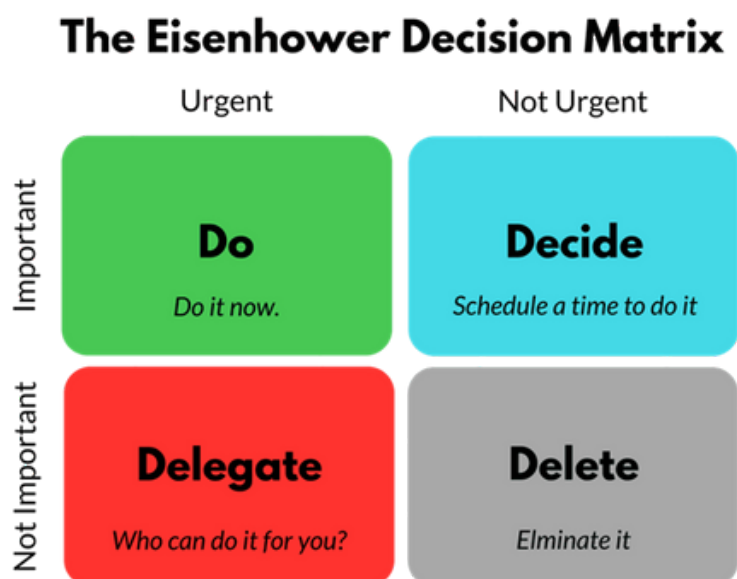 The Eisenhower Decision Matrix
Urgent
Not Urgent
Important
Do
Do it now.
Decide
Schedule a time to do it
Not Important
Delegate
Who can do it for you?
Delete
Elminate it